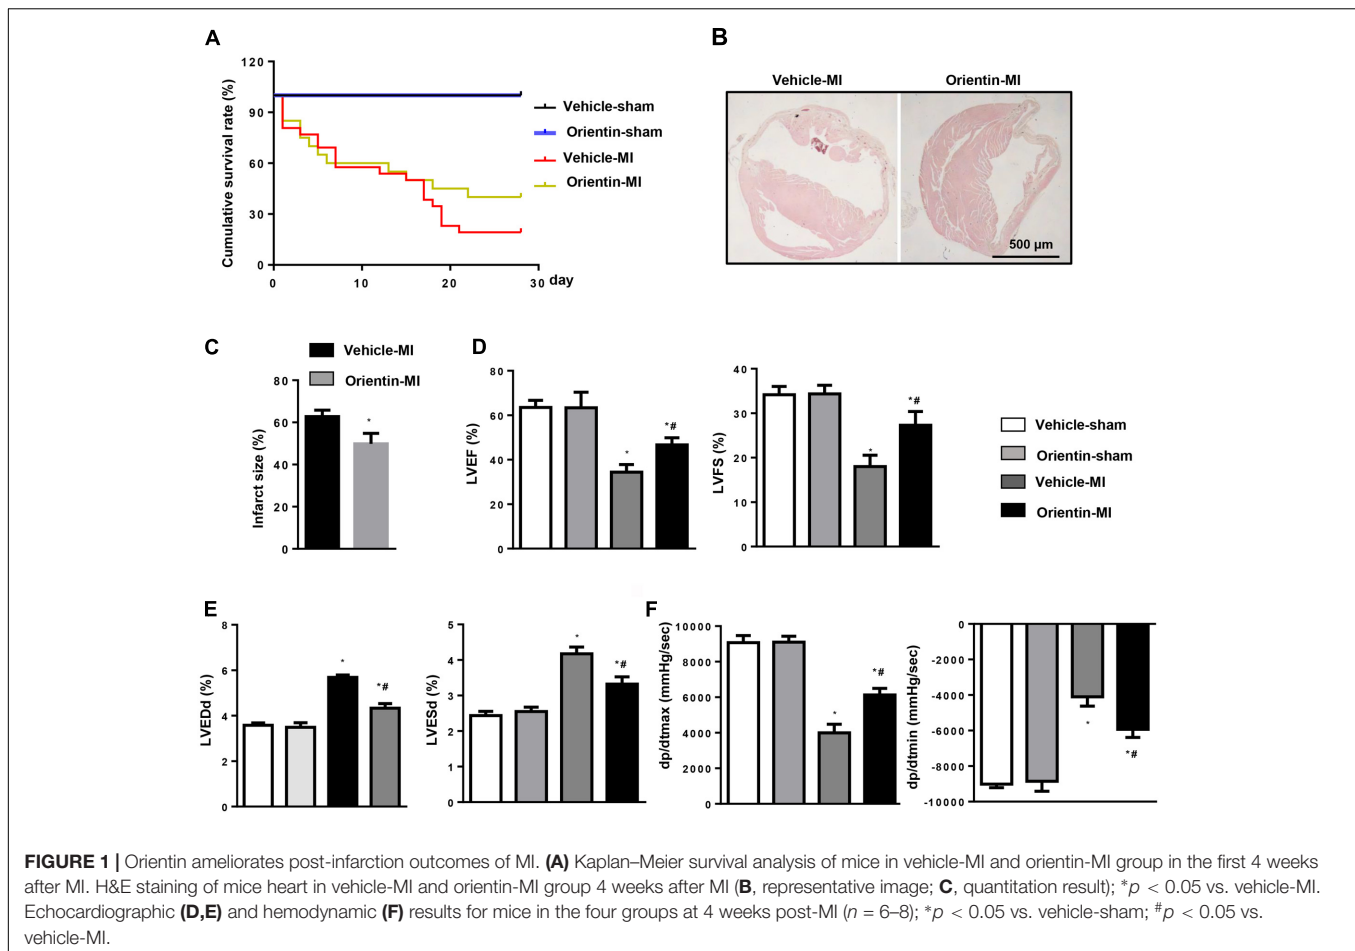 A
120
90
60
30
0
Cumulative survival rate (%)
0
10
20
30
day
Vehicle-sham
Orientin-sham
Vehicle-MI
Orientin-MI
B
Vehicle-MI
Orientin-MI
500 µm
C
Vehicle-MI
Orientin-MI
80
60
40
20
0
Infarct size (%)
*
D
80
60
40
20
0
LVEF (%)
*
*#
40
30
20
10
0
LVFS (%)
*
*#
Vehicle-sham
Orientin-sham
Vehicle-MI
Orientin-MI
E
8
6
4
2
0
LVEDd (%)
*
*#
5
4
3
2
1
0
LVESd (%)
*
*#
F
10000
8000
6000
4000
2000
0
dp/dtmax (mmHg/sec)
*
*#
0
-2000
-4000
-6000
-8000
-10000
dp/dtmin (mmHg/sec)
*
*#
FIGURE 1 | Orientin ameliorates post-infarction outcomes of MI. (A) Kaplan–Meier survival analysis of mice in vehicle-MI and orientin-MI group in the first 4 weeks
after MI. H&E staining of mice heart in vehicle-MI and orientin-MI group 4 weeks after MI (B, representative image; C, quantitation result); *p < 0.05 vs. vehicle-MI.
Echocardiographic (D,E) and hemodynamic (F) results for mice in the four groups at 4 weeks post-MI (n = 6–8); *p < 0.05 vs. vehicle-sham; #p < 0.05 vs.
vehicle-MI.